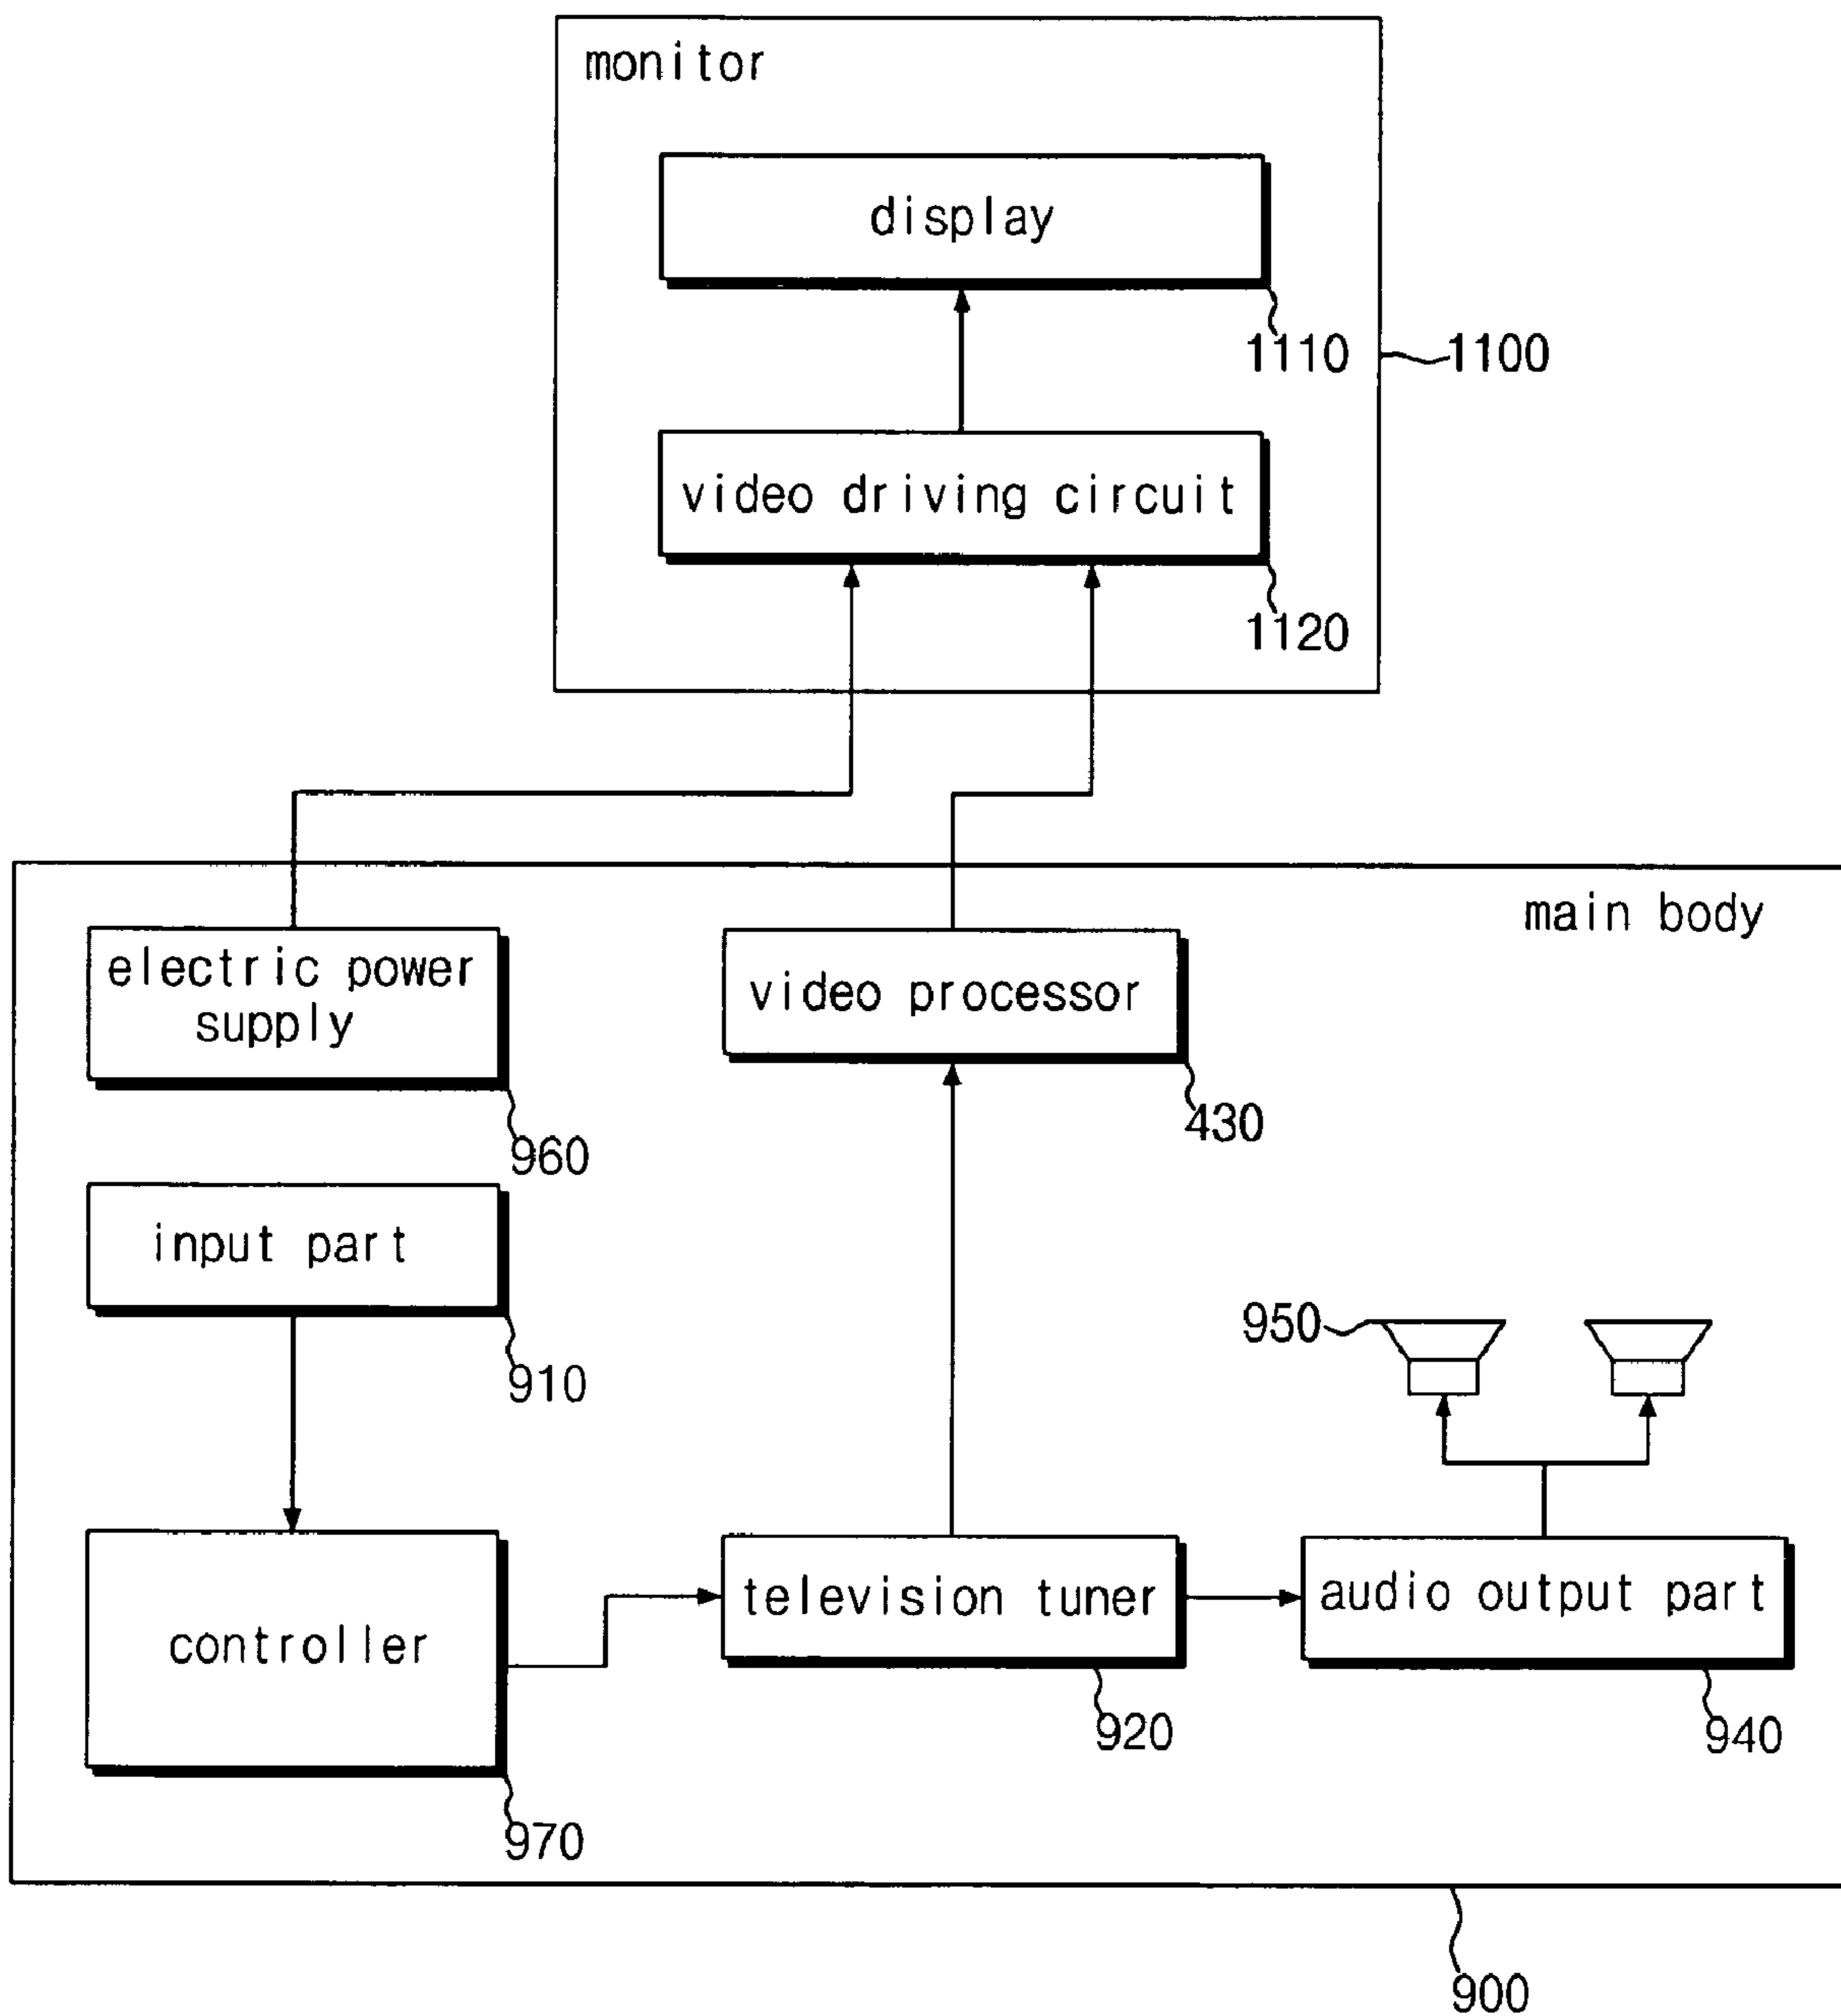 monitor
display
1110
1100
video driving circuit
1120
main body
electric power
supply
video processor
960
430
input part
910
950
controller
television tuner
audio output part
970
920
940
900